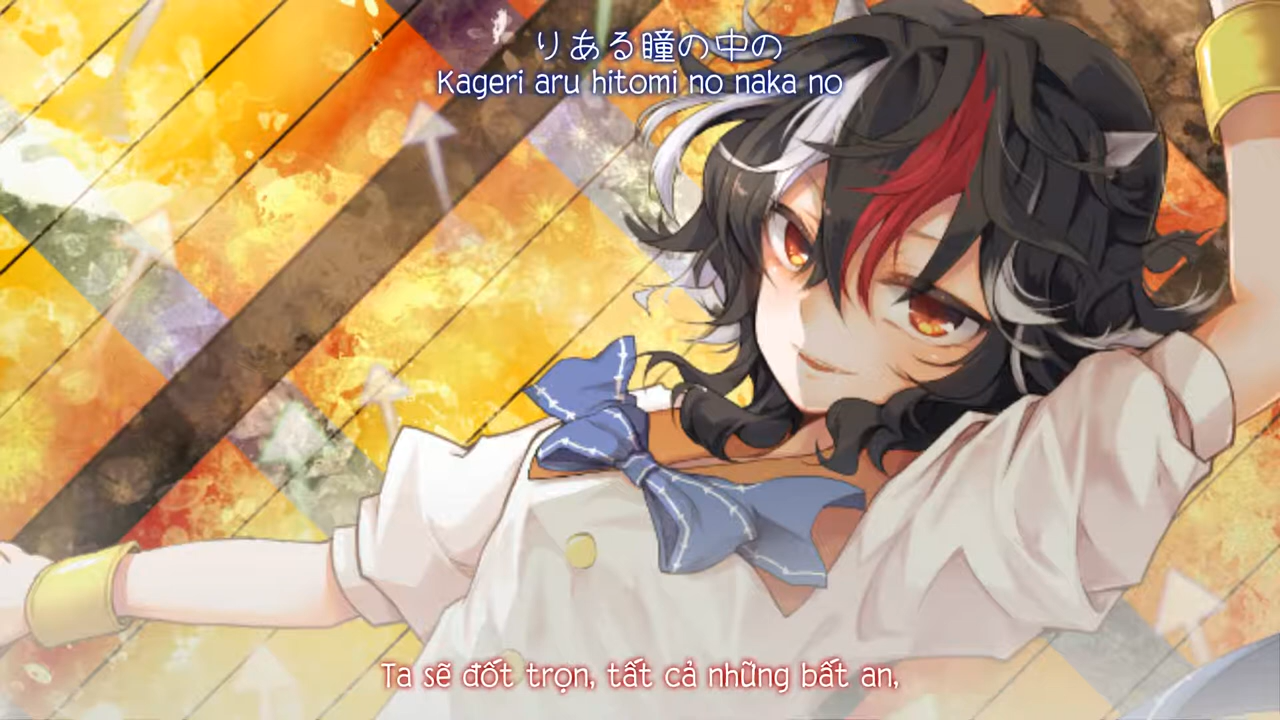 りある瞳の中の
Kageri aru hitomi no naka no
Ta sẽ đốt trọn, tất cả những bất an,